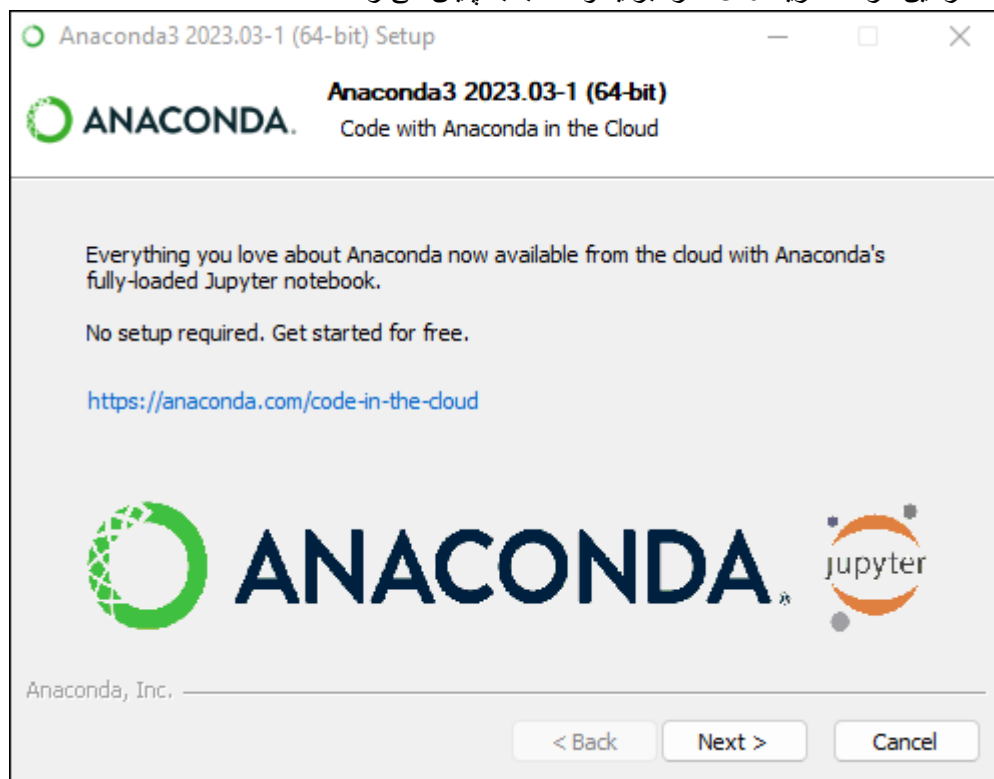 Anaconda3 2023.03-1 (64-bit) Setup
ANACONDA.
Anaconda3 2023.03-1 (64-bit)
Code with Anaconda in the Cloud
Everything you love about Anaconda now available from the cloud with Anaconda's
fully-loaded Jupyter notebook.
No setup required. Get started for free.
https://anaconda.com/code-in-the-cloud
ANACONDA.®
jupyter
Anaconda, Inc.
< Back
Next >
Cancel